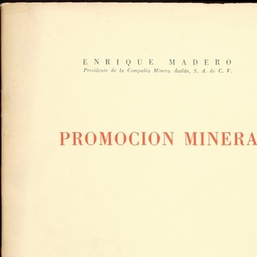 ENRIQUE MADERO
Presidente de la Compañía Minera Autlán, S. A. de C. V.
PROMOCION MINERA